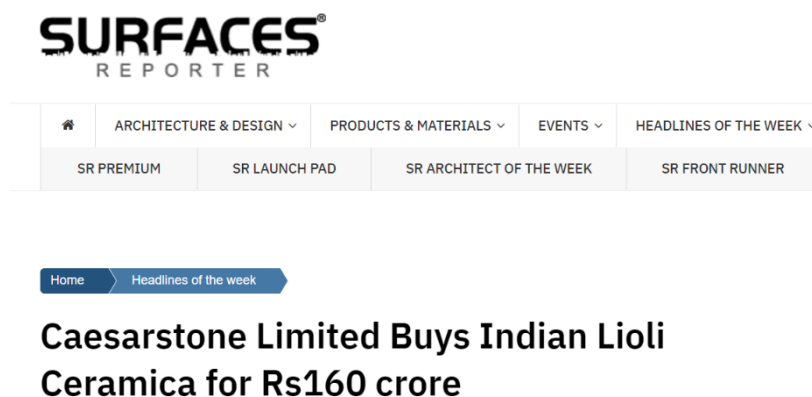 SURFACES®
REPORTER
ARCHITECTURE & DESIGN PRODUCTS & MATERIALS EVENTS HEADLINES OF THE WEEK
SR PREMIUM SR LAUNCH PAD SR ARCHITECT OF THE WEEK SR FRONT RUNNER
Home Headlines of the week
Caesarstone Limited Buys Indian Lioli
Ceramica for Rs160 crore